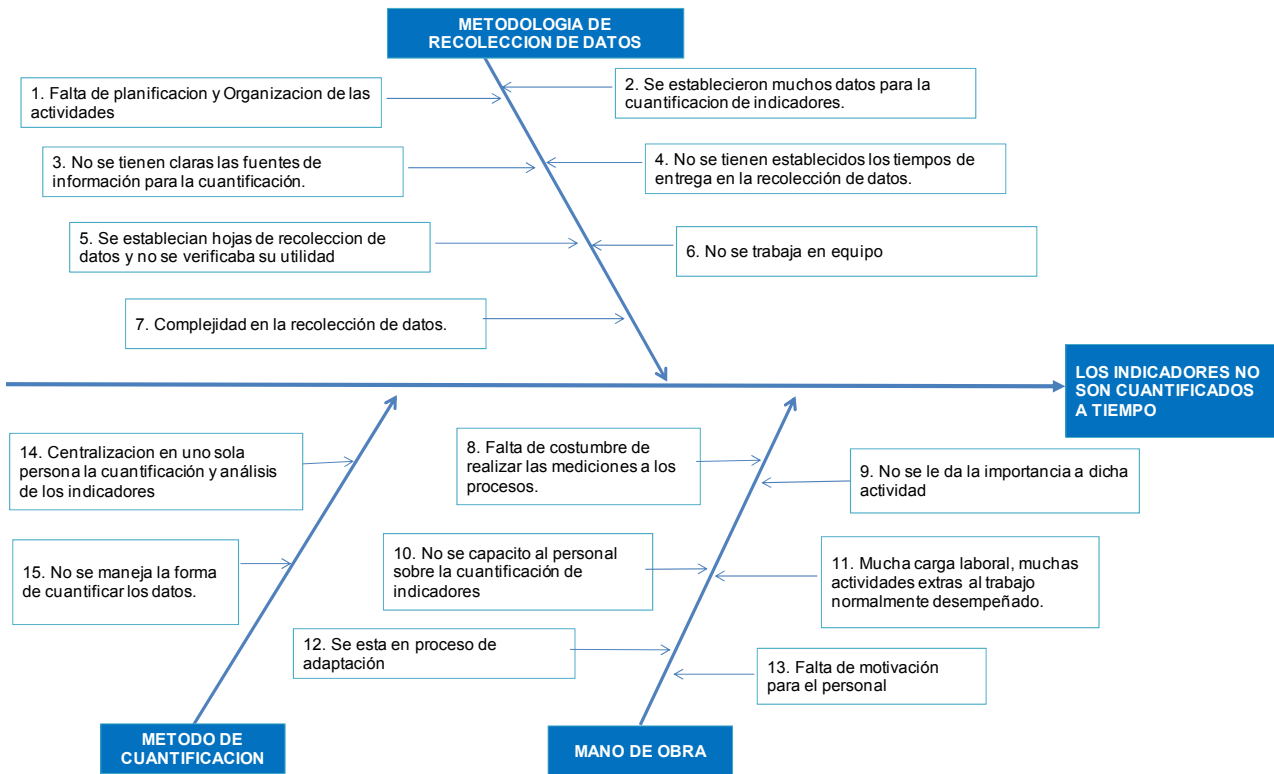 METODOLOGIA DE
RECOLECCION DE DATOS
1. Falta de planificacion y Organizacion de las
actividades
2. Se establecieron muchos datos para la
cuantificacion de indicadores.
3. No se tienen claras las fuentes de
información para la cuantificación.
4. No se tienen establecidos los tiempos de
entrega en la recolección de datos.
5. Se establecian hojas de recoleccion de
datos y no se verificaba su utilidad
6. No se trabaja en equipo
7. Complejidad en la recolección de datos.
LOS INDICADORES NO
SON CUANTIFICADOS
A TIEMPO
14. Centralizacion en uno sola
persona la cuantificación y análisis
de los indicadores
8. Falta de costumbre de
realizar las mediciones a los
procesos.
9. No se le da la importancia a dicha
actividad
15. No se maneja la forma
de cuantificar los datos.
10. No se capacito al personal
sobre la cuantificación de
indicadores
11. Mucha carga laboral, muchas
actividades extras al trabajo
normalmente desempeñado.
12. Se esta en proceso de
adaptación
13. Falta de motivación
para el personal
METODO DE
CUANTIFICACION
MANO DE OBRA